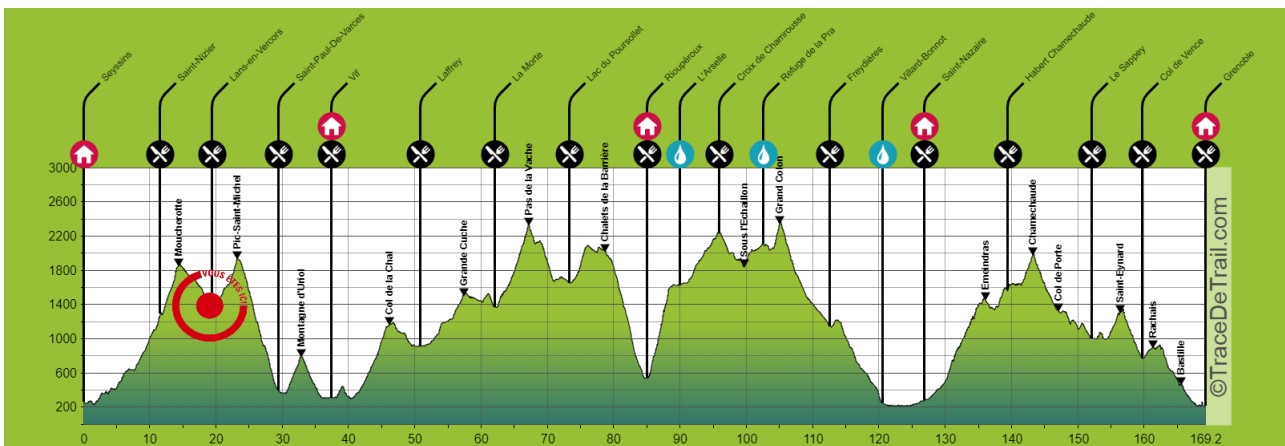 Seyssins
Saint-Nizier
Lans-en-Vercors
Saint-Paul-De-Varces
Vif
Laffrey
La Morte
Lac du Poursollet
Rioupéroux
L'Arselle
Croix de Chamrousse
Refuge de la Pra
Freydières
Villard-Bonnot
Saint-Nazaire
Habert Chamechaude
Le Sappey
Col de Vence
Grenoble
3000
2600
2200
1800
1400
1000
600
200
Moucherotte
Pic-Saint-Michel
VOUS ÊTES ICI
Montagne d'Uriol
Col de la Chal
Grande Cuche
Pas de la Vache
Chalets de la Barrière
Sous l'Echaillon
Grand Colon
Emeindras
Chamechaude
Col de Porte
Saint-Eynard
Rachais
Bastille
©TraceDeTrail.com
0 10 20 30 40 50 60 70 80 90 100 110 120 130 140 150 160 169.2